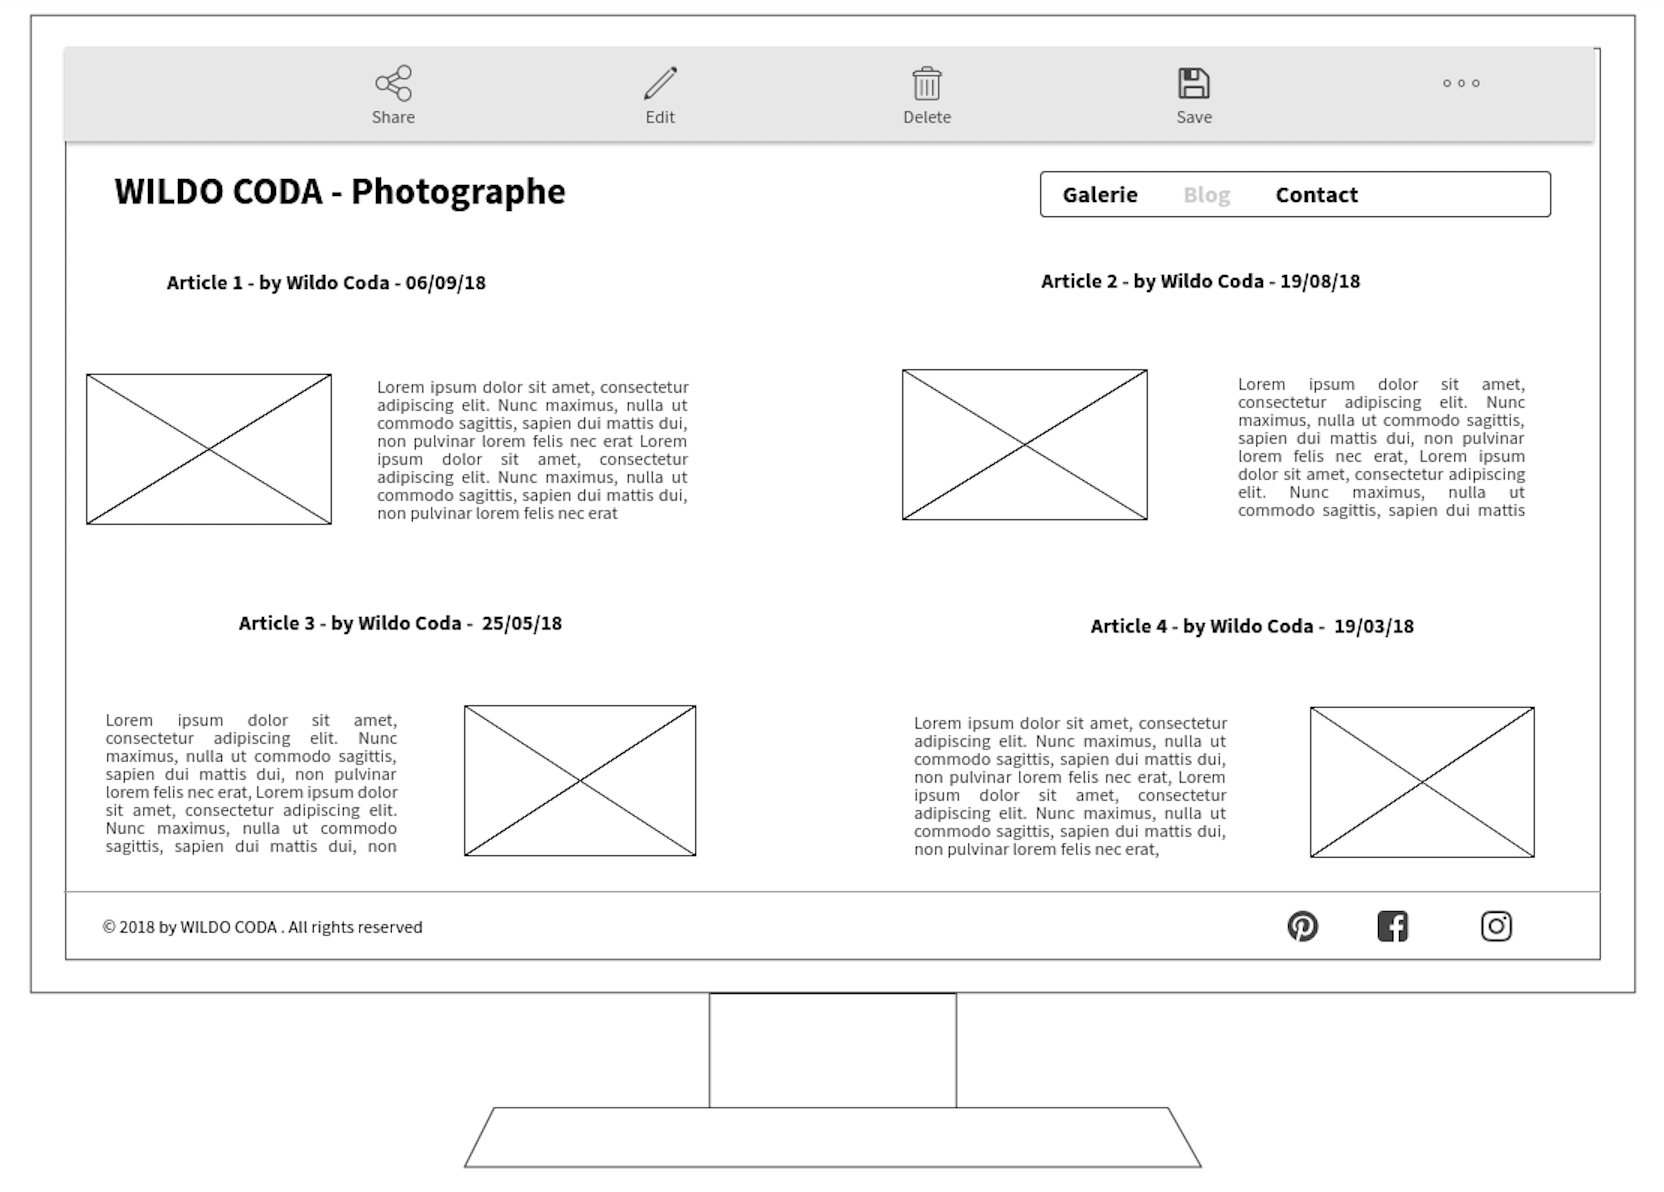 Share
Edit
Delete
Save
WILDO CODA - Photographe
Galerie
Blog
Contact
Article 1 - by Wildo Coda - 06/09/18
Lorem ipsum dolor sit amet, consectetur
adipiscing elit. Nunc maximus, nulla ut
commodo sagittis, sapien dui mattis dui,
non pulvinar lorem felis nec erat Lorem
ipsum dolor sit amet, consectetur
adipiscing elit. Nunc maximus, nulla ut
commodo sagittis, sapien dui mattis dui,
non pulvinar lorem felis nec erat
Article 2 - by Wildo Coda - 19/08/18
Lorem ipsum dolor sit amet,
consectetur adipiscing elit. Nunc
maximus, nulla ut commodo sagittis,
sapien dui mattis dui, non pulvinar
lorem felis nec erat, Lorem ipsum
dolor sit amet, consectetur adipiscing
elit. Nunc maximus, nulla ut
commodo sagittis, sapien dui mattis
Article 3 - by Wildo Coda - 25/05/18
Lorem ipsum dolor sit amet,
consectetur adipiscing elit. Nunc
maximus, nulla ut commodo sagittis,
sapien dui mattis dui, non pulvinar
lorem felis nec erat, Lorem ipsum dolor
sit amet, consectetur adipiscing elit.
Nunc maximus, nulla ut commodo
sagittis, sapien dui mattis dui, non
Article 4 - by Wildo Coda - 19/03/18
Lorem ipsum dolor sit amet, consectetur
adipiscing elit. Nunc maximus, nulla ut
commodo sagittis, sapien dui mattis dui,
non pulvinar lorem felis nec erat, Lorem
ipsum dolor sit amet, consectetur
adipiscing elit. Nunc maximus, nulla ut
commodo sagittis, sapien dui mattis dui,
non pulvinar lorem felis nec erat,
© 2018 by WILDO CODA . All rights reserved